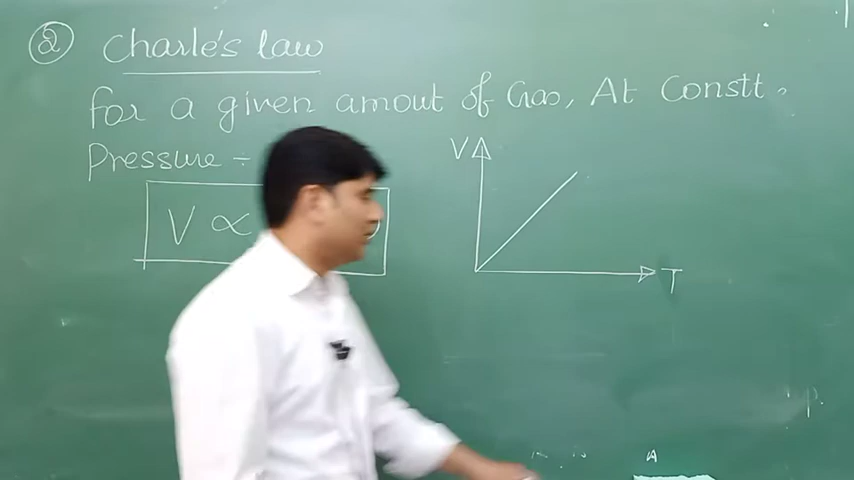 ② Charle's law
for a given amout of Gas, At Constt.
Pressure ÷
V ∝
V
T
A
p.